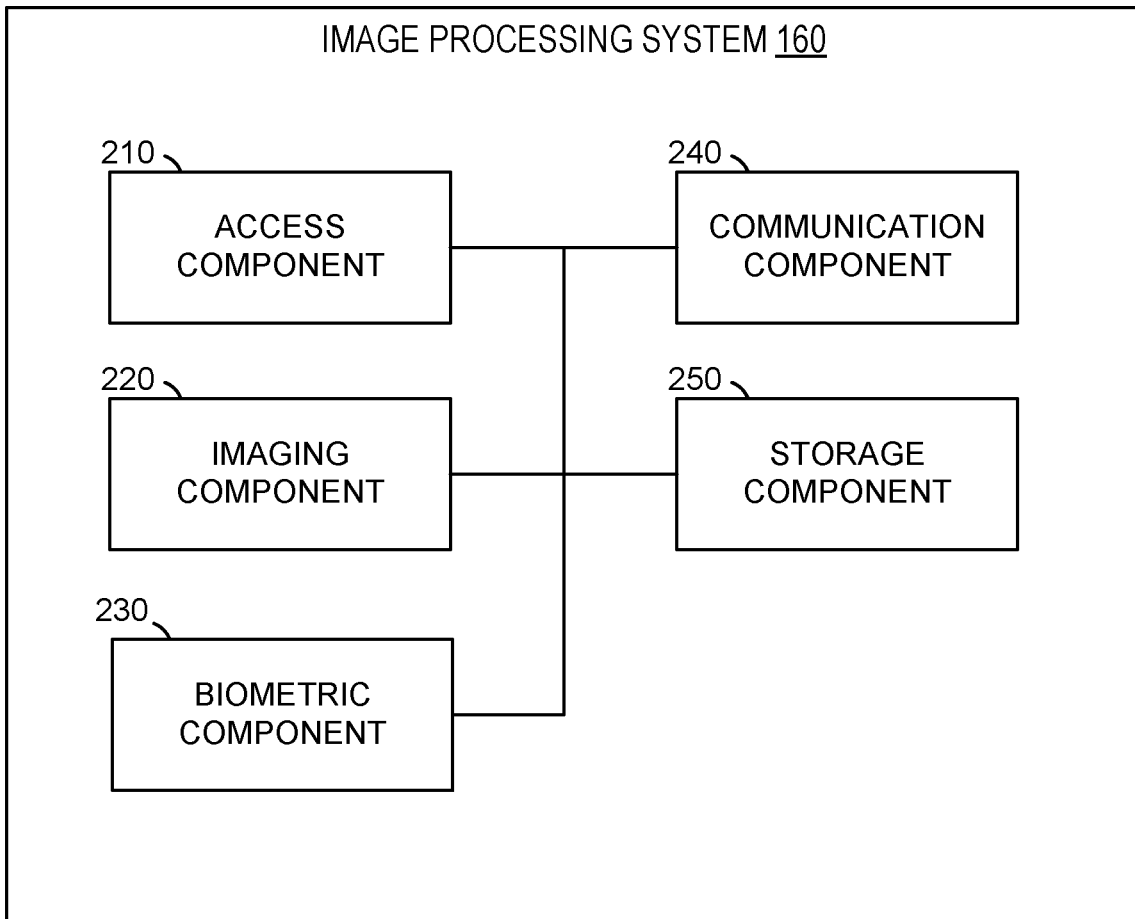 IMAGE PROCESSING SYSTEM 160
210
ACCESS
COMPONENT
240
COMMUNICATION
COMPONENT
220
IMAGING
COMPONENT
250
STORAGE
COMPONENT
230
BIOMETRIC
COMPONENT